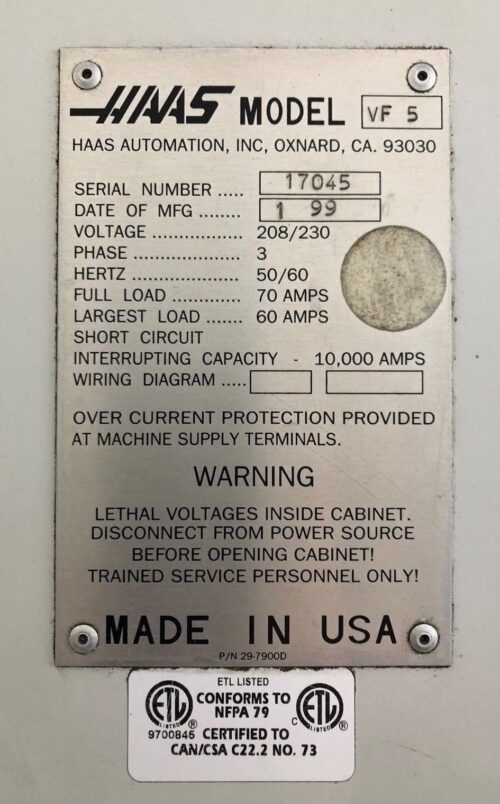 HAAS MODEL VF 5
HAAS AUTOMATION, INC, OXNARD, CA. 93030
SERIAL NUMBER ..... 17045
DATE OF MFG ........ 1 99
VOLTAGE ................. 208/230
PHASE ..................... 3
HERTZ ..................... 50/60
FULL LOAD ............. 70 AMPS
LARGEST LOAD ....... 60 AMPS
SHORT CIRCUIT
INTERRUPTING CAPACITY - 10,000 AMPS
WIRING DIAGRAM .....
OVER CURRENT PROTECTION PROVIDED
AT MACHINE SUPPLY TERMINALS.
WARNING
LETHAL VOLTAGES INSIDE CABINET.
DISCONNECT FROM POWER SOURCE
BEFORE OPENING CABINET!
TRAINED SERVICE PERSONNEL ONLY!
MADE IN USA
P/N 29-7900D
ETL LISTED
ETL LISTED ® CONFORMS TO C ETL LISTED ®
NFPA 79
9700845 CERTIFIED TO
CAN/CSA C22.2 NO. 73